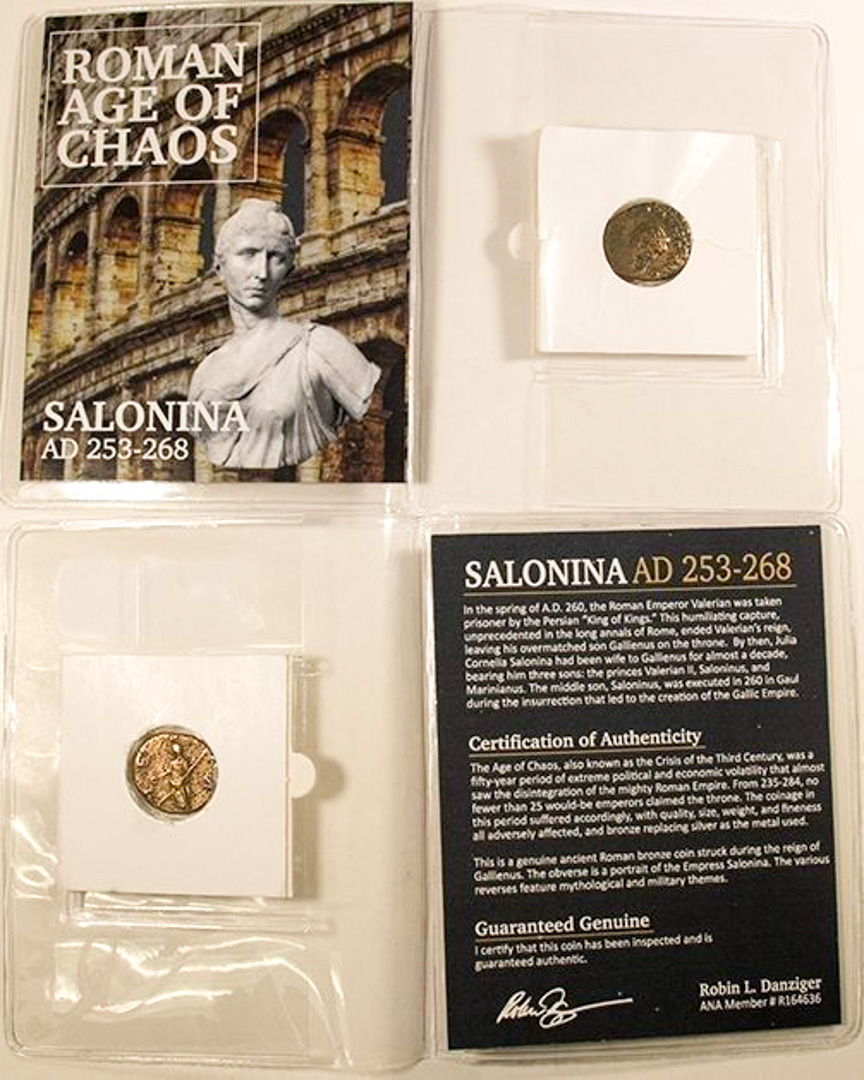 ROMAN
AGE OF
CHAOS
SALONINA
AD 253-268
SALONINA AD 253-268
In the spring of A.D. 260, the Roman Emperor Valerian was taken
prisoner by the Persian "King of Kings." This humiliating capture,
unprecedented in the long annals of Rome, ended Valerian's reign,
leaving his overmatched son Gallienus on the throne. By then, Julia
Cornelia Salonina had been wife to Gallienus for almost a decade,
bearing him three sons: the princes Valerian II, Saloninus, and
Marinianus. The middle son, Saloninus, was executed in 260 in Gaul
during the insurrection that led to the creation of the Gallic Empire.
Certification of Authenticity
The Age of Chaos, also known as the Crisis of the Third Century, was a
fifty-year period of extreme political and economic volatility that almost
saw the disintegration of the mighty Roman Empire. From 235-284, no
fewer than 25 would-be emperors claimed the throne. The coinage in
this period suffered accordingly, with quality, size, weight, and fineness
all adversely affected, and bronze replacing silver as the metal used.
This is a genuine ancient Roman bronze coin struck during the reign of
Gallienus. The obverse is a portrait of the Empress Salonina. The various
reverses feature mythological and military themes.
Guaranteed Genuine
I certify that this coin has been inspected and is
guaranteed authentic.
Robin L. Danziger
ANA Member # R164636